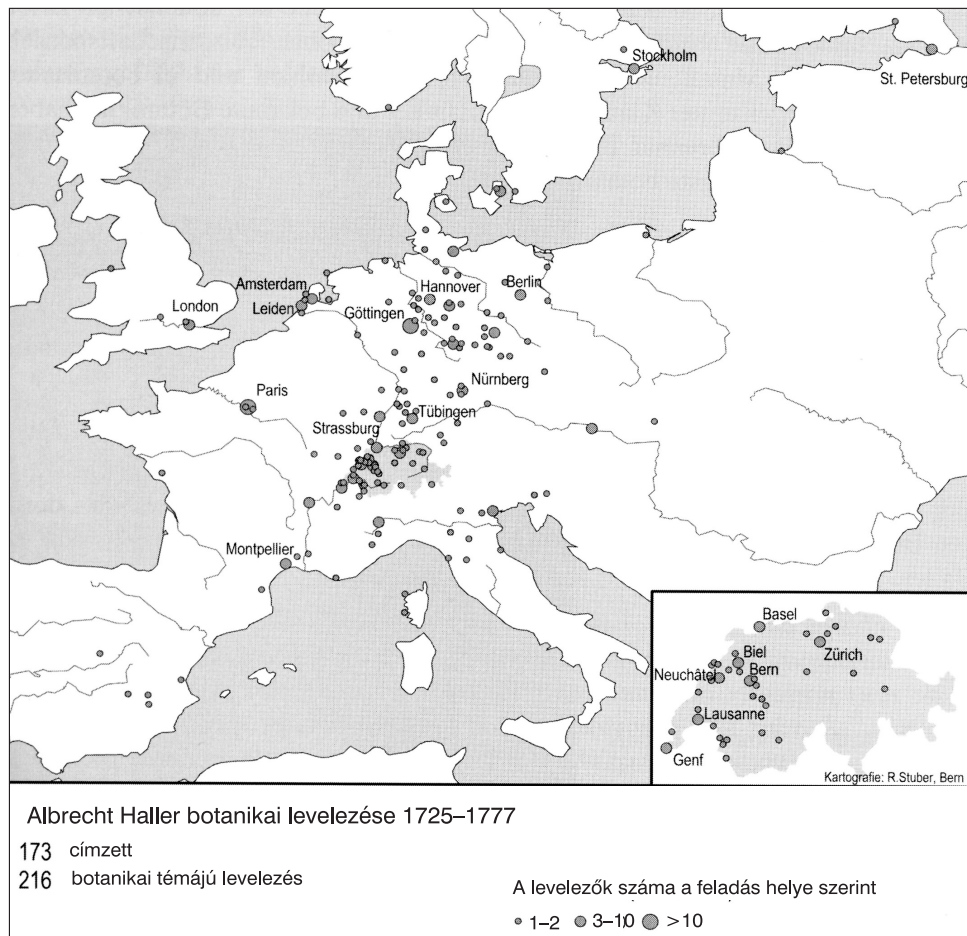 Stockholm
St. Petersburg
Amsterdam
Leiden
London
Hannover
Berlin
Göttingen
Paris
Nürnberg
Tübingen
Strassburg
Montpellier
Basel
Biel
Zürich
Neuchâtel
Bern
Lausanne
Genf
Kartografie: R.Stuber, Bern
Albrecht Haller botanikai levelezése 1725–1777
173 címzett
216 botanikai témájú levelezés
A levelezők száma a feladás helye szerint
1–2 3–10 >10